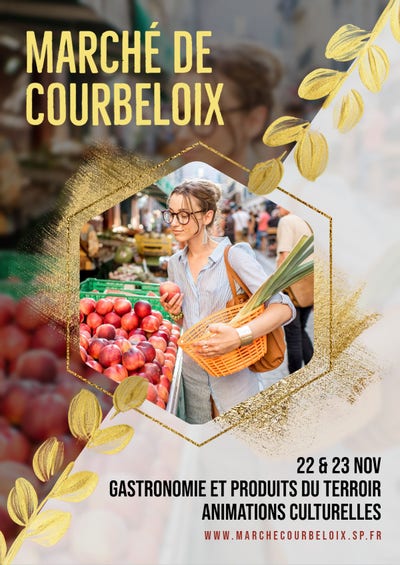 MARCHÉ DE
COURBELOIX
22 & 23 NOV
GASTRONOMIE ET PRODUITS DU TERROIR
ANIMATIONS CULTURELLES
WWW.MARCHECOURBELOIX.SP.FR